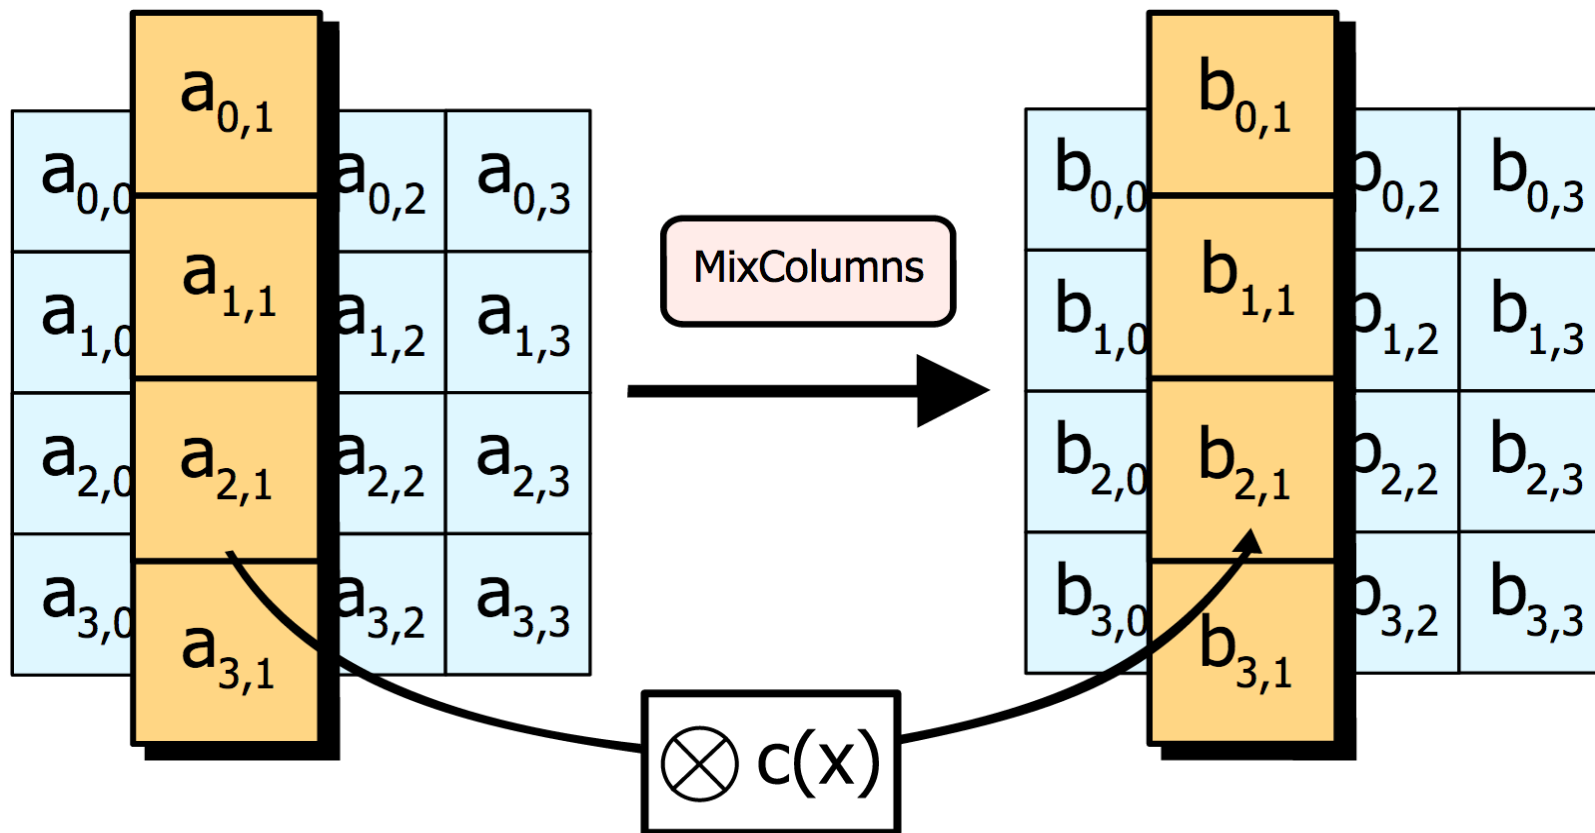 a0,1 b0,1
a0,0 a0,2 a0,3 b0,0 b0,2 b0,3
a1,1 MixColumns b1,1
a1,0 a1,2 a1,3 b1,0 b1,2 b1,3
a2,1 b2,1
a2,0 a2,2 a2,3 b2,0 b2,2 b2,3
a3,0 a3,2 a3,3 b3,0 b3,2 b3,3
a3,1 b3,1
c(x)